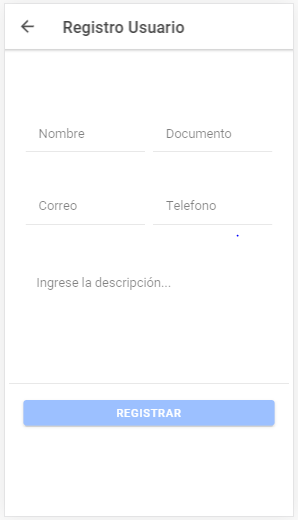 Registro Usuario
Nombre Documento
Correo Telefono
Ingrese la descripción...
REGISTRAR